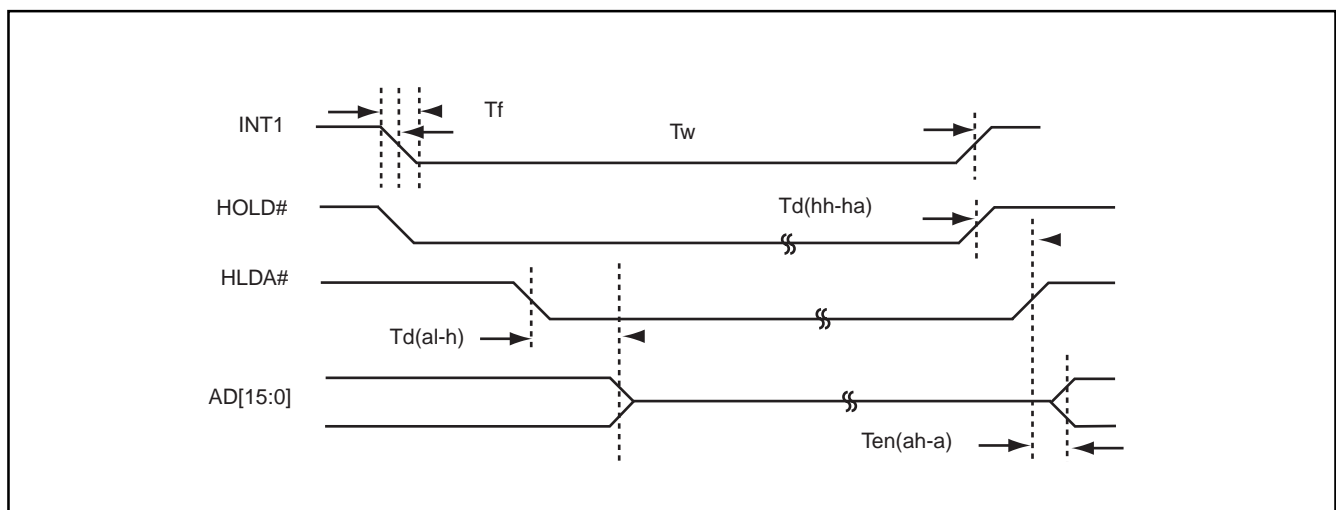 Tf
INT1
Tw
HOLD#
Td(hh-ha)
HLDA#
Td(al-h)
AD[15:0]
Ten(ah-a)